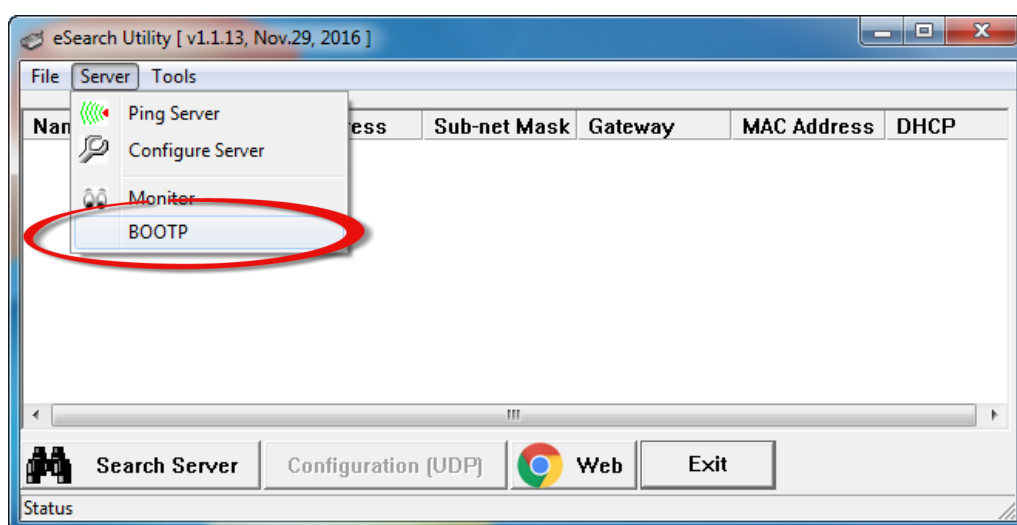 eSearch Utility [ v1.1.13, Nov.29, 2016 ]
File Server Tools
Ping Server
Configure Server
Monitor
BOOTP
Sub-net Mask Gateway MAC Address DHCP
Search Server Configuration (UDP) Web Exit
Status